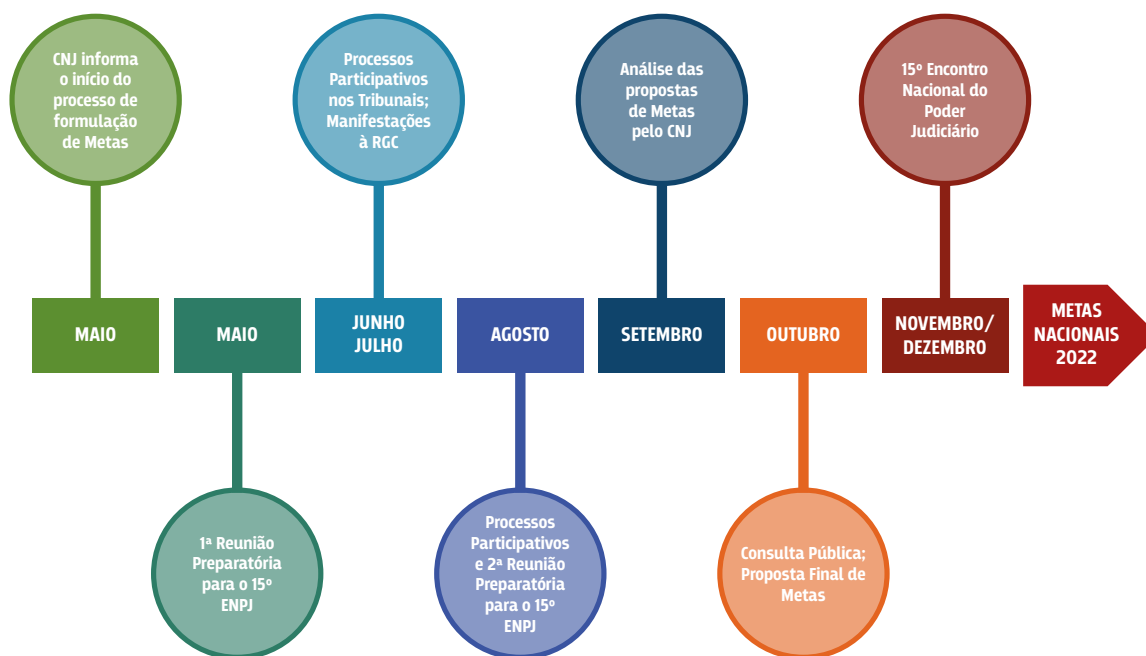 CNJ informa
o início do
processo de
formulação
de Metas
Processos
Participativos
nos Tribunais;
Manifestações
à RGC
Análise das
propostas
de Metas
pelo CNJ
15º Encontro
Nacional do
Poder
Judiciário
MAIO
MAIO
JUNHO
JULHO
AGOSTO
SETEMBRO
OUTUBRO
NOVEMBRO/
DEZEMBRO
METAS
NACIONAIS
2022
1ª Reunião
Preparatória
para o 15º
ENPJ
Processos
Participativos
e 2ª Reunião
Preparatória
para o 15º
ENPJ
Consulta Pública;
Proposta Final de
Metas